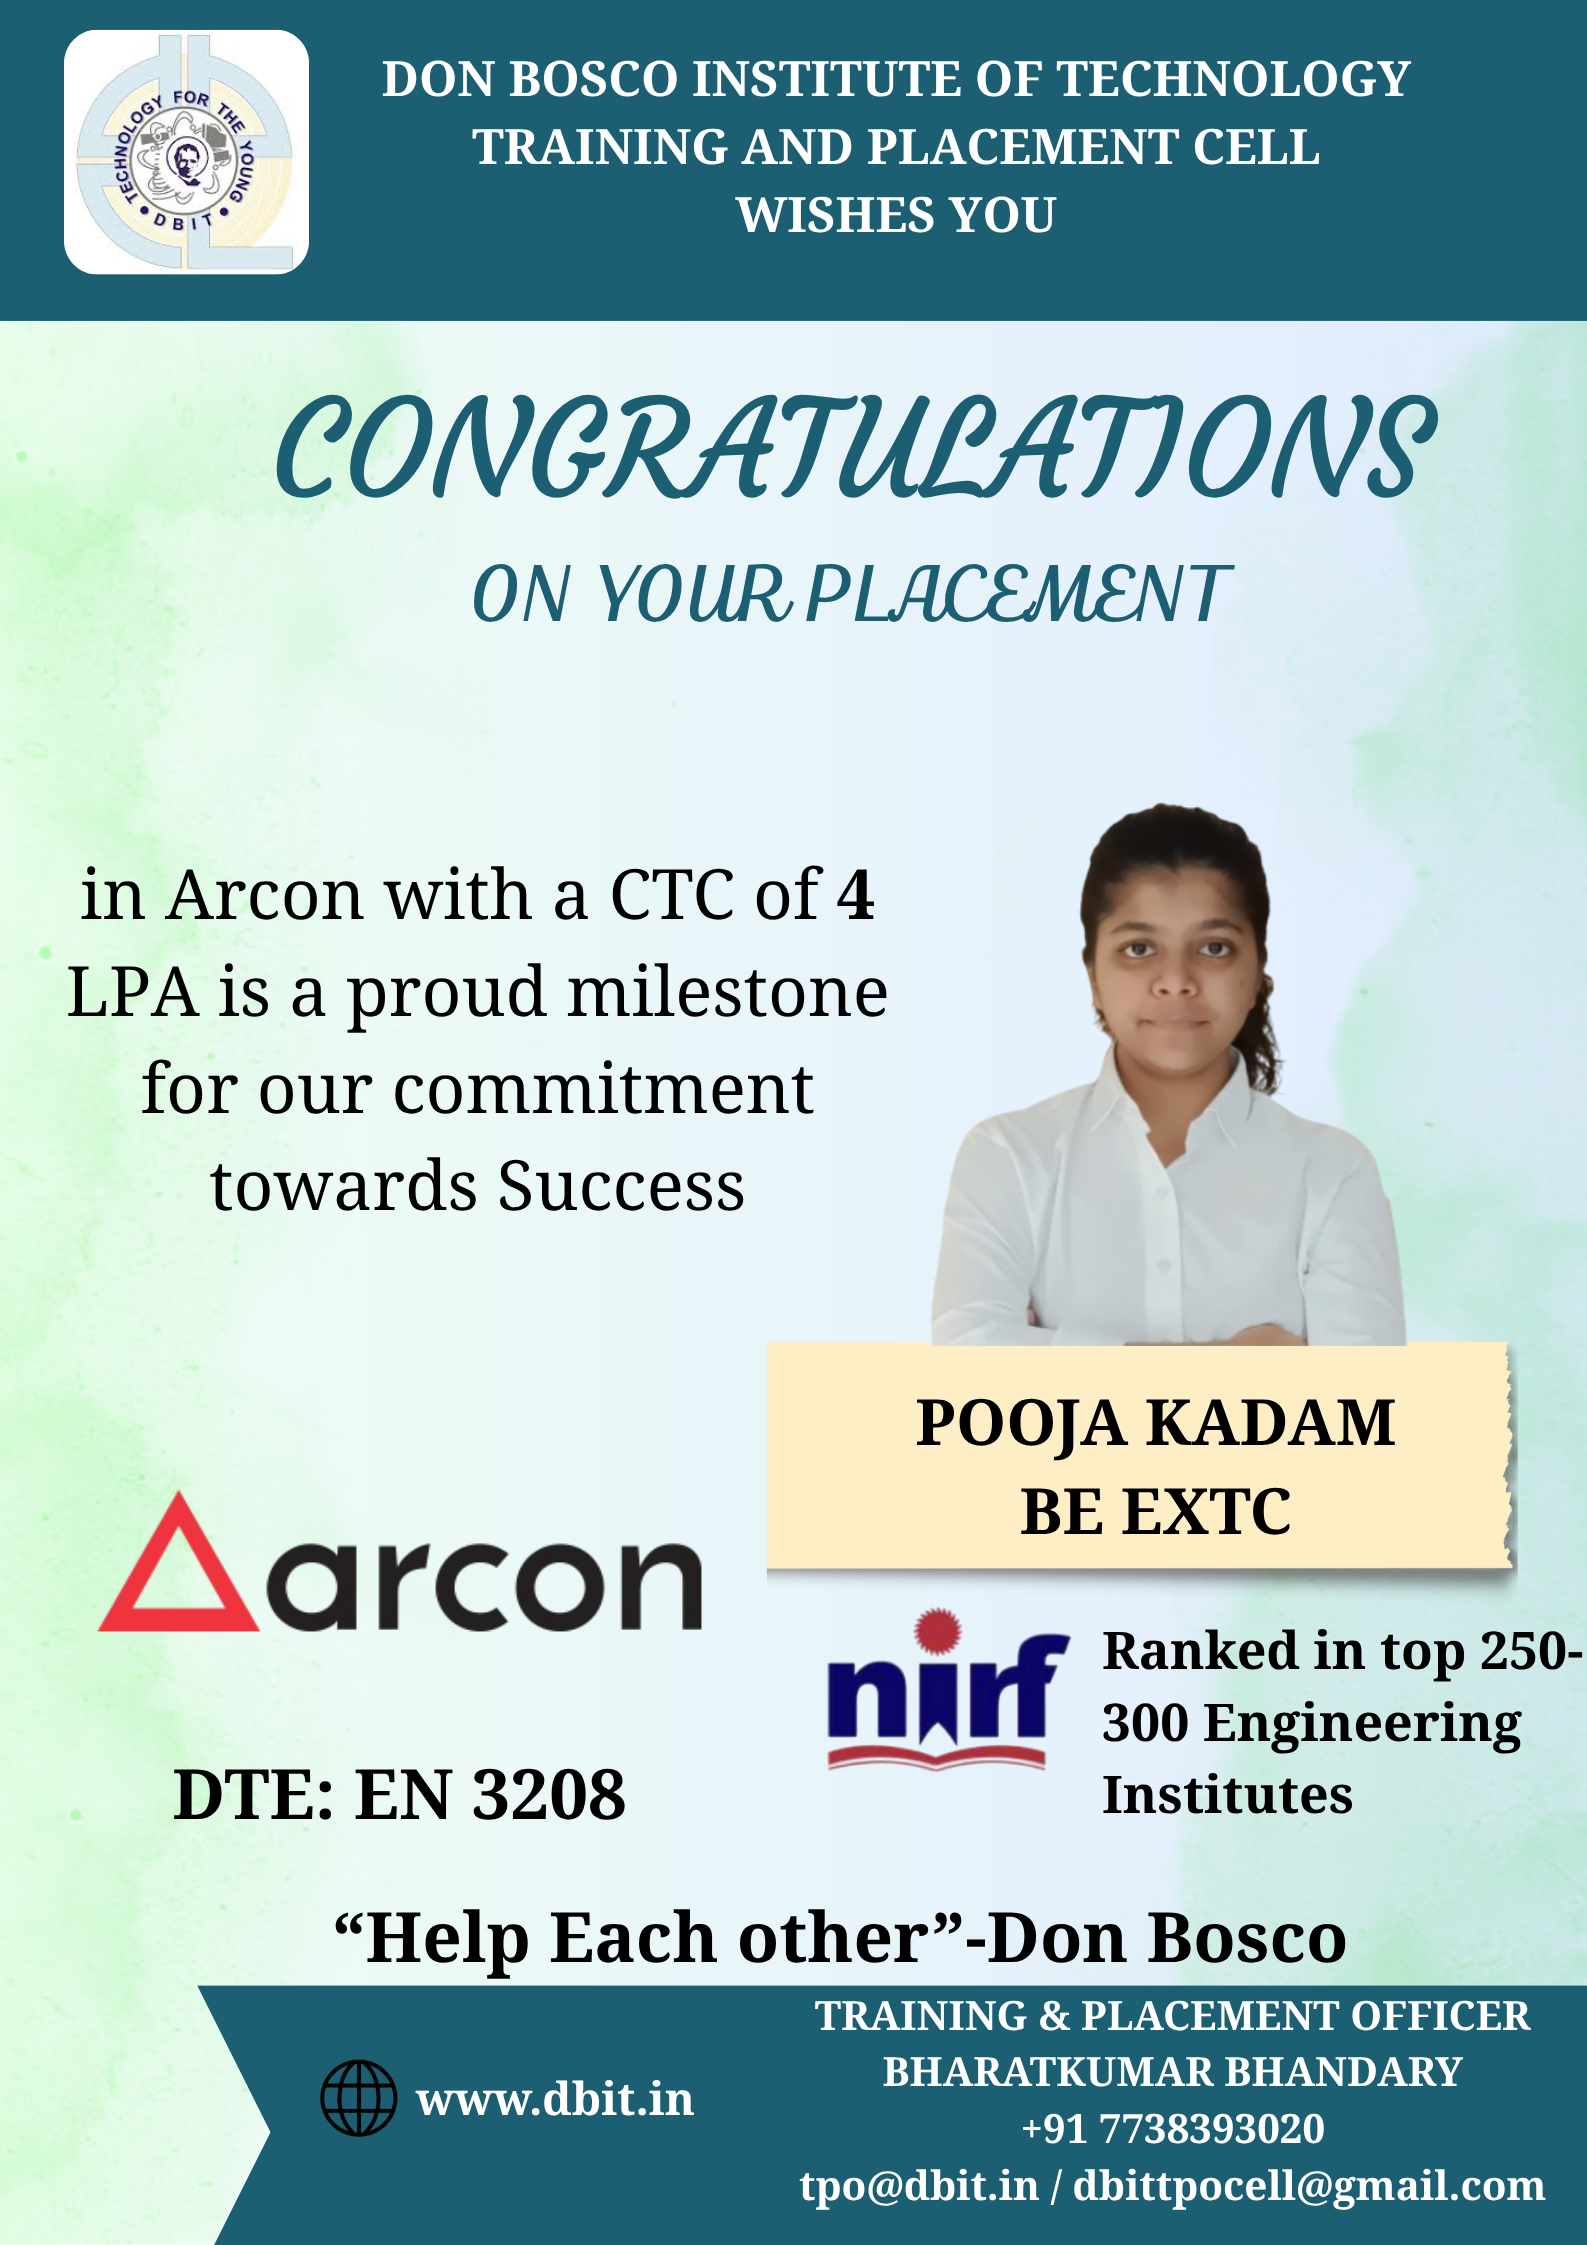 TECHNOLOGY FOR THE YOUNG
• DBIT •
DON BOSCO INSTITUTE OF TECHNOLOGY
TRAINING AND PLACEMENT CELL
WISHES YOU
CONGRATULATIONS
ON YOUR PLACEMENT
in Arcon with a CTC of 4
LPA is a proud milestone
for our commitment
towards Success
POOJA KADAM
BE EXTC
arcon
nirf
Ranked in top 250-
300 Engineering
Institutes
DTE: EN 3208
“Help Each other”-Don Bosco
www.dbit.in
TRAINING & PLACEMENT OFFICER
BHARATKUMAR BHANDARY
+91 7738393020
tpo@dbit.in / dbittpocell@gmail.com